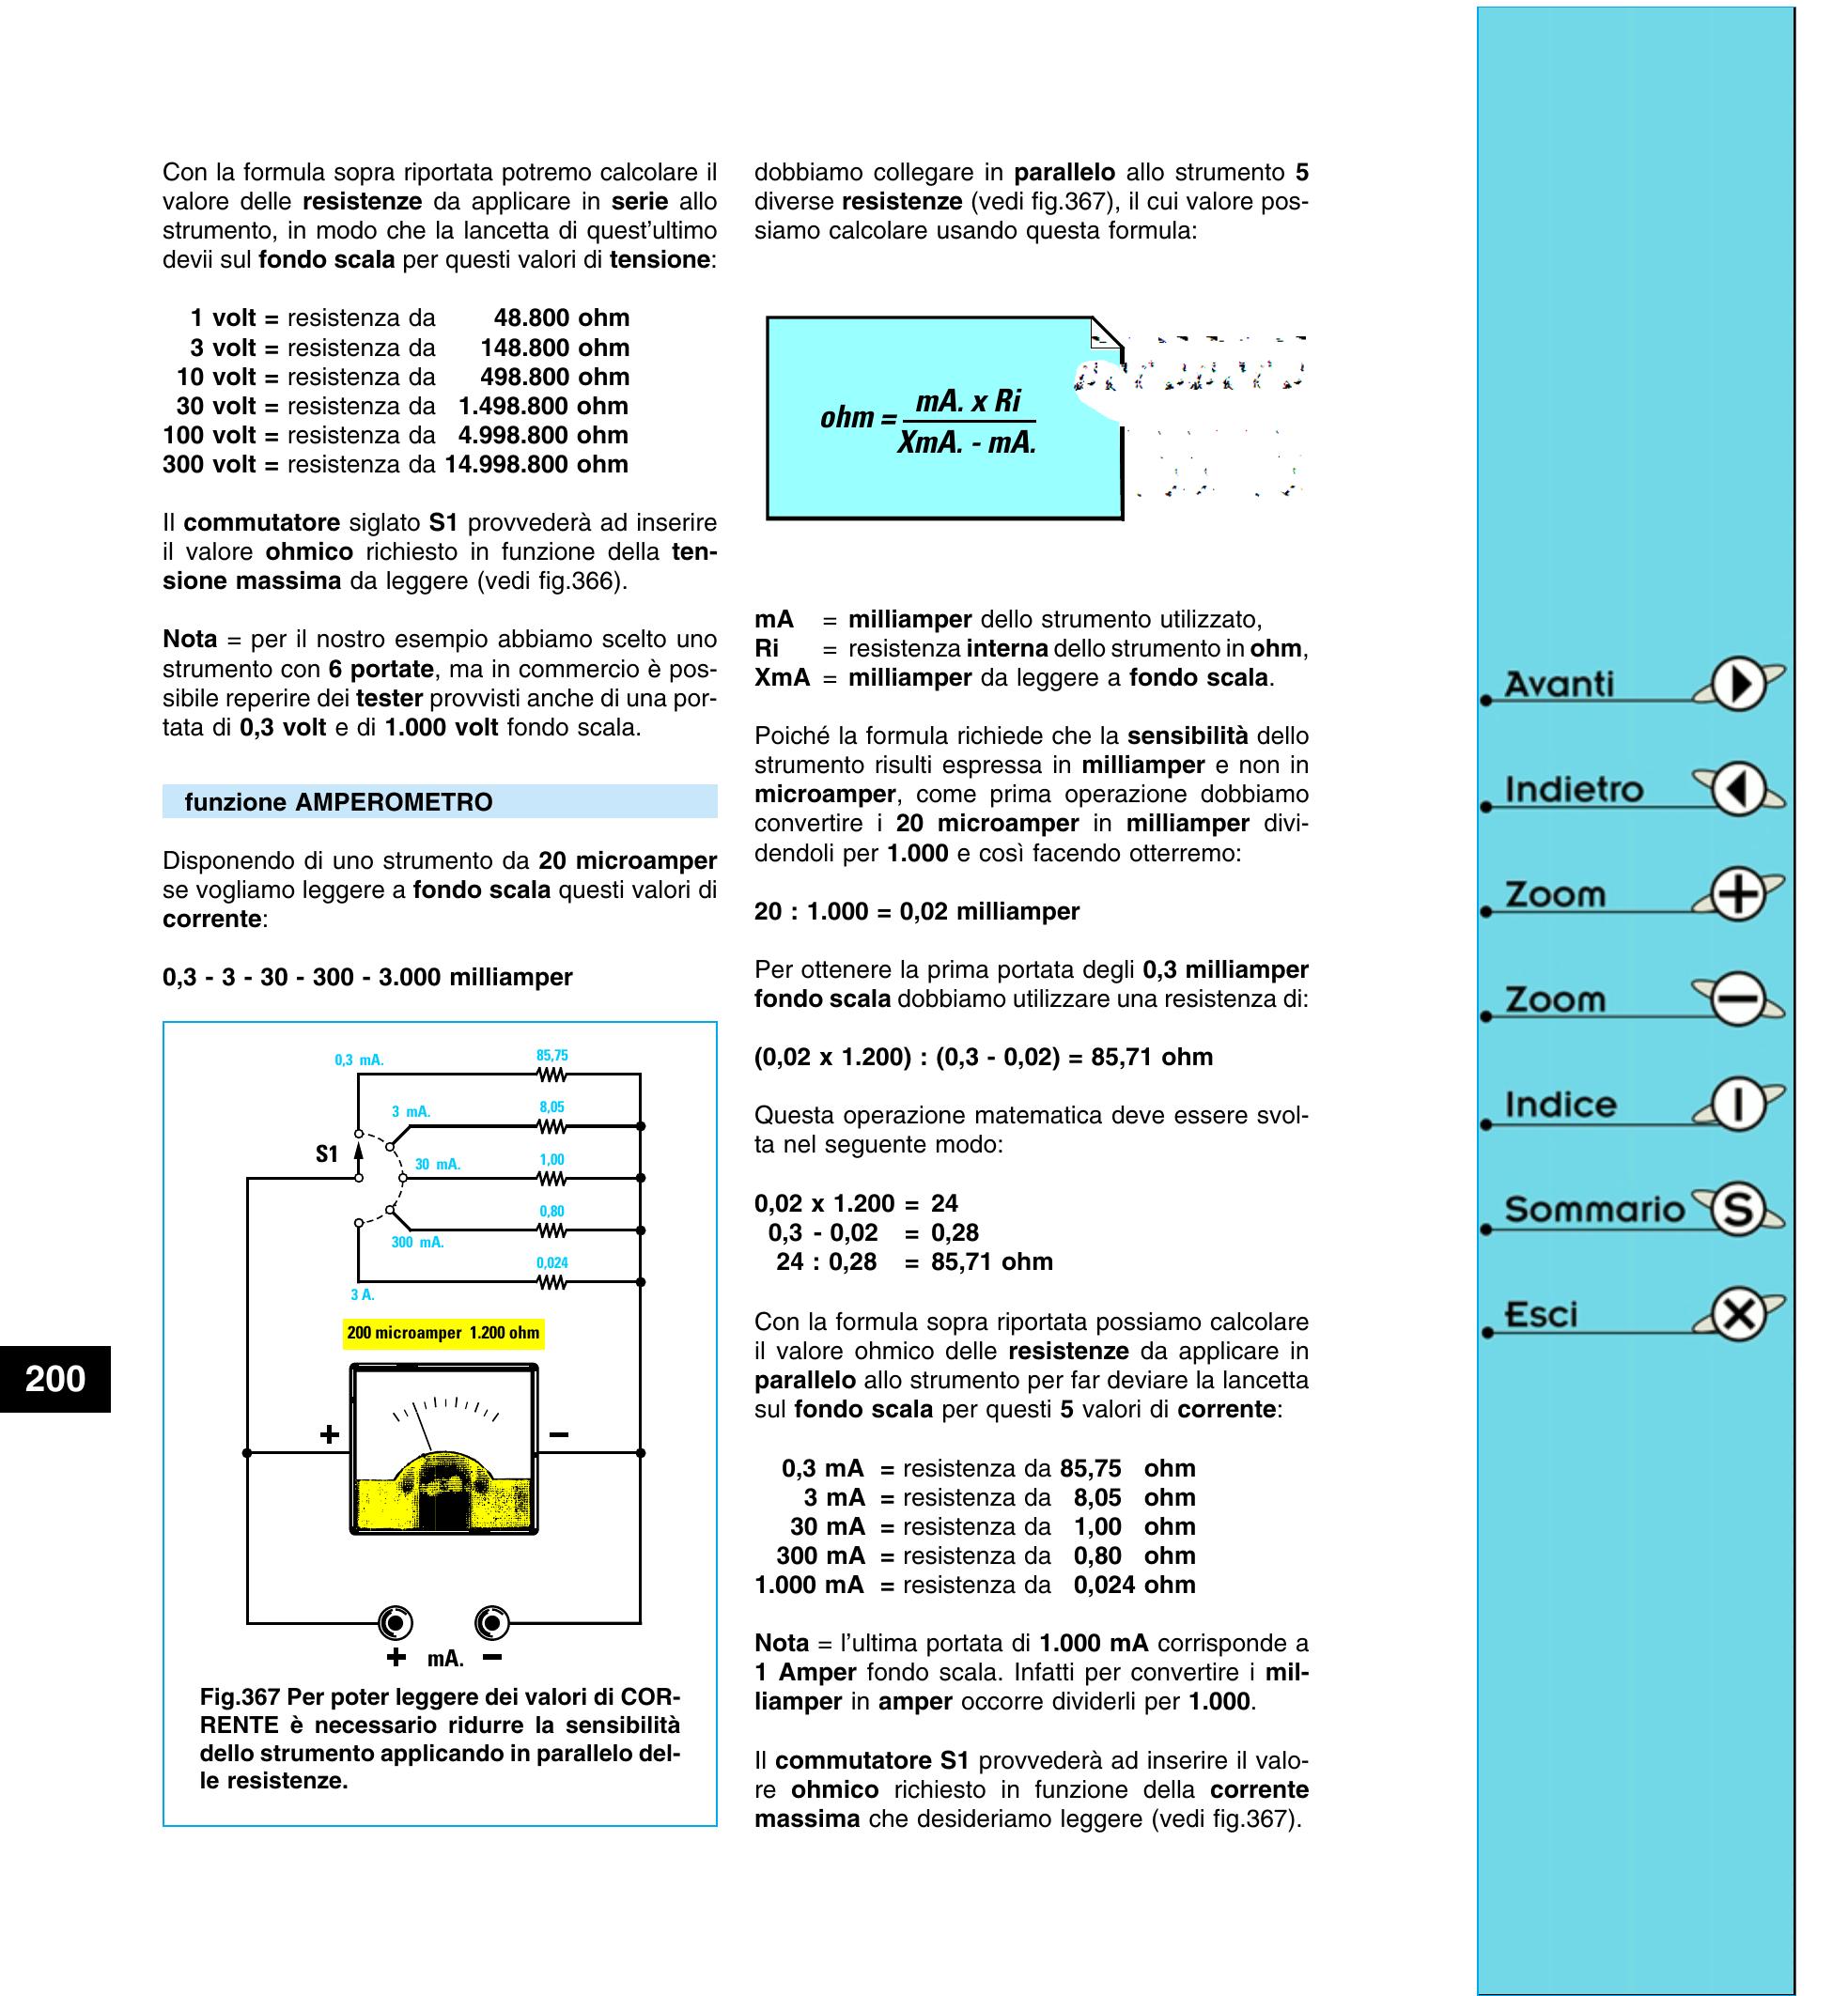 Con la formula sopra riportata potremo calcolare il
valore delle resistenze da applicare in serie allo
strumento, in modo che la lancetta di quest'ultimo
devii sul fondo scala per questi valori di tensione:
1 volt = resistenza da 48.800 ohm
3 volt = resistenza da 148.800 ohm
10 volt = resistenza da 498.800 ohm
30 volt = resistenza da 1.498.800 ohm
100 volt = resistenza da 4.998.800 ohm
300 volt = resistenza da 14.998.800 ohm
Il commutatore siglato S1 provvederà ad inserire
il valore ohmico richiesto in funzione della ten-
sione massima da leggere (vedi fig.366).
Nota = per il nostro esempio abbiamo scelto uno
strumento con 6 portate, ma in commercio è pos-
sibile reperire dei tester provvisti anche di una por-
tata di 0,3 volt e di 1.000 volt fondo scala.
funzione AMPEROMETRO
Disponendo di uno strumento da 20 microamper
se vogliamo leggere a fondo scala questi valori di
corrente:
0,3 - 3 - 30 - 300 - 3.000 milliamper
0,3 mA. 85,75
3 mA. 8,05
S1
30 mA. 1,00
0,80
300 mA.
0,024
3 A.
200 microamper 1.200 ohm
+ −
+ mA. −
Fig.367 Per poter leggere dei valori di COR-
RENTE è necessario ridurre la sensibilità
dello strumento applicando in parallelo del-
le resistenze.
200
dobbiamo collegare in parallelo allo strumento 5
diverse resistenze (vedi fig.367), il cui valore pos-
siamo calcolare usando questa formula:
ohm = mA. x Ri
XmA. - mA.
mA = milliamper dello strumento utilizzato,
Ri = resistenza interna dello strumento in ohm,
XmA = milliamper da leggere a fondo scala.
Poiché la formula richiede che la sensibilità dello
strumento risulti espressa in milliamper e non in
microamper, come prima operazione dobbiamo
convertire i 20 microamper in milliamper divi-
dendoli per 1.000 e così facendo otterremo:
20 : 1.000 = 0,02 milliamper
Per ottenere la prima portata degli 0,3 milliamper
fondo scala dobbiamo utilizzare una resistenza di:
(0,02 x 1.200) : (0,3 - 0,02) = 85,71 ohm
Questa operazione matematica deve essere svol-
ta nel seguente modo:
0,02 x 1.200 = 24
0,3 - 0,02 = 0,28
24 : 0,28 = 85,71 ohm
Con la formula sopra riportata possiamo calcolare
il valore ohmico delle resistenze da applicare in
parallelo allo strumento per far deviare la lancetta
sul fondo scala per questi 5 valori di corrente:
0,3 mA = resistenza da 85,75 ohm
3 mA = resistenza da 8,05 ohm
30 mA = resistenza da 1,00 ohm
300 mA = resistenza da 0,80 ohm
1.000 mA = resistenza da 0,024 ohm
Nota = l'ultima portata di 1.000 mA corrisponde a
1 Amper fondo scala. Infatti per convertire i mil-
liamper in amper occorre dividerli per 1.000.
Il commutatore S1 provvederà ad inserire il valo-
re ohmico richiesto in funzione della corrente
massima che desideriamo leggere (vedi fig.367).
Avanti
Indietro
Zoom +
Zoom −
Indice I
Sommario S
Esci X